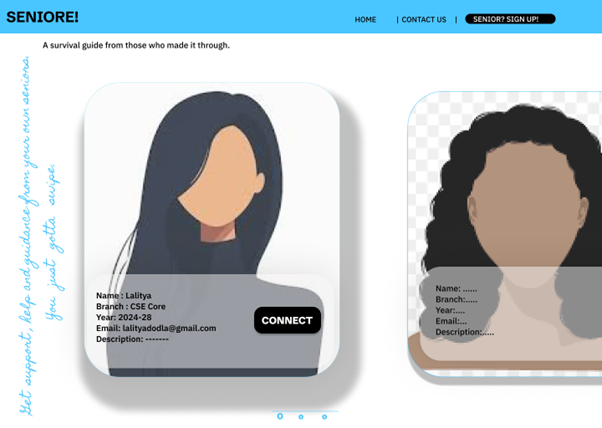 SENIORE!
HOME | CONTACT US | SENIOR? SIGN UP!
A survival guide from those who made it through.
Get support, help and guidance from your own seniors.
You just gotta swipe.
Name : Lalitya
Branch : CSE Core
Year: 2024-28
Email: lalityadodla@gmail.com
Description: -------
CONNECT
Name: ......
Branch:.....
Year:....
Email:...
Description:.....